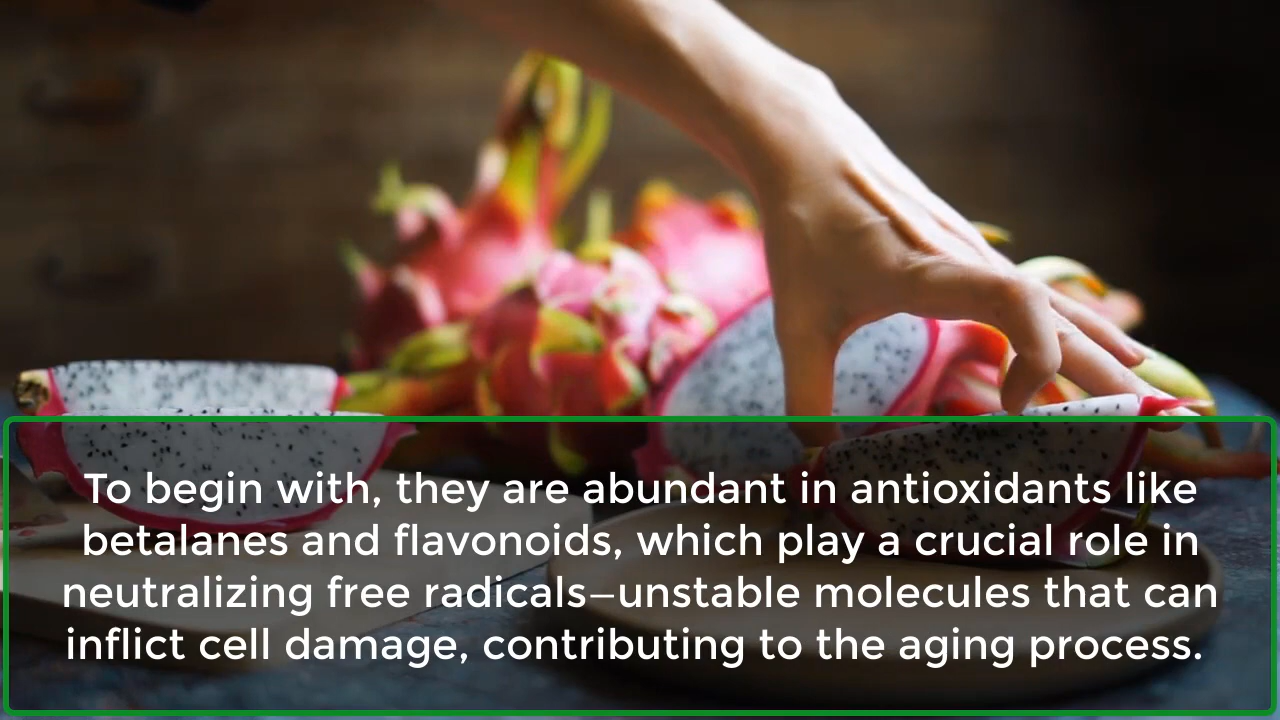 To begin with, they are abundant in antioxidants like
betalanes and flavonoids, which play a crucial role in
neutralizing free radicals—unstable molecules that can
inflict cell damage, contributing to the aging process.